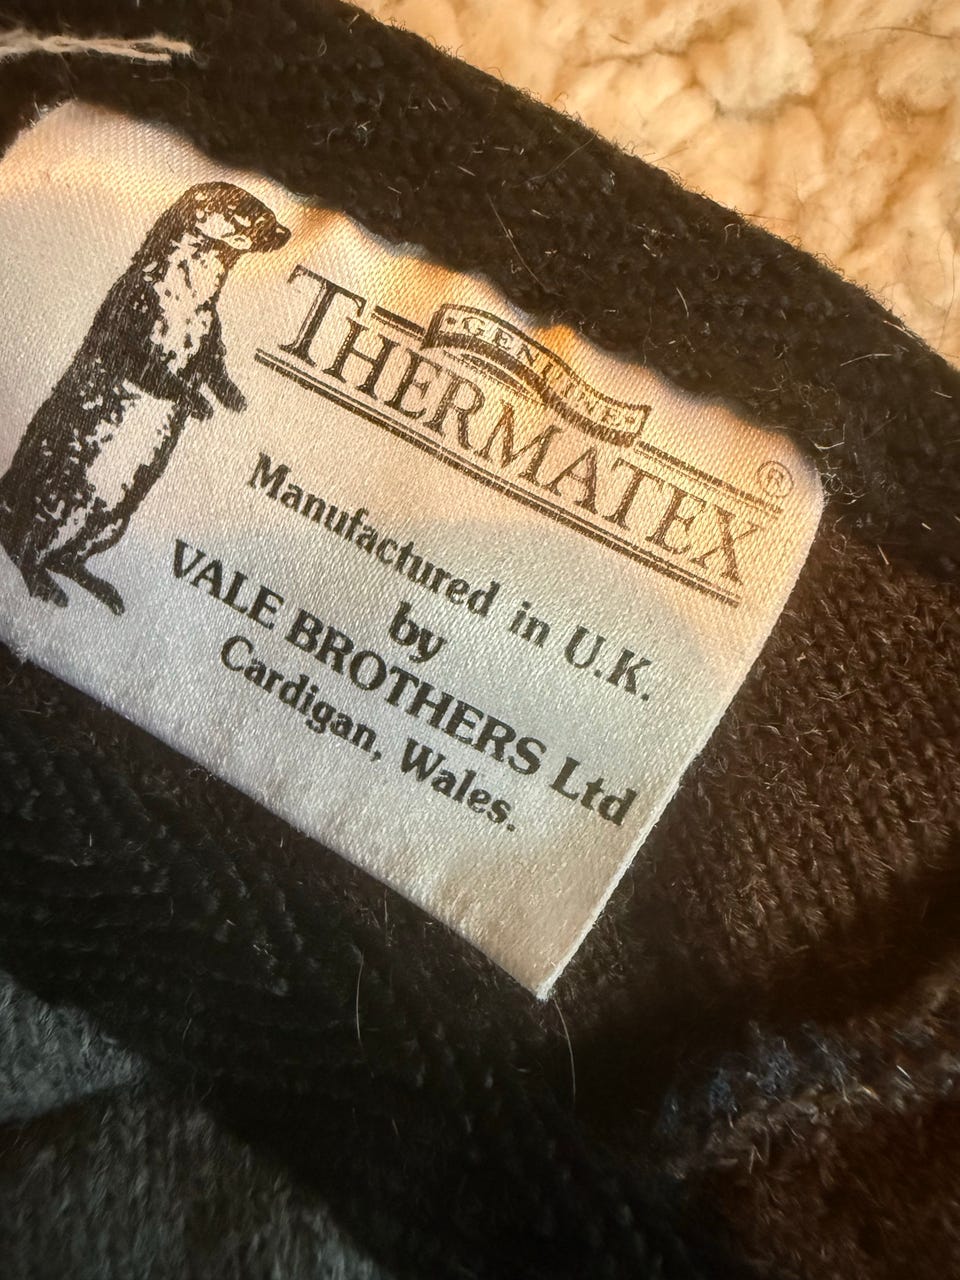 GENUINE
THERMATEX®
Manufactured in U.K.
by
VALE BROTHERS Ltd
Cardigan, Wales.